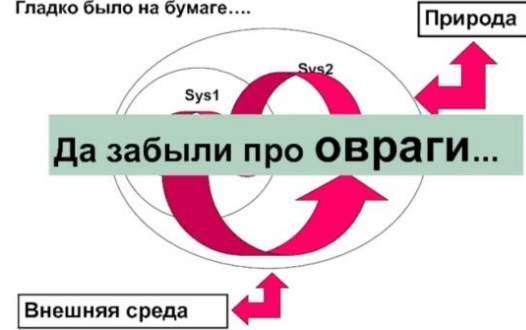 Гладко было на бумаге....
Природа
Sys2
Sys1
Да забыли про овраги...
Внешняя среда